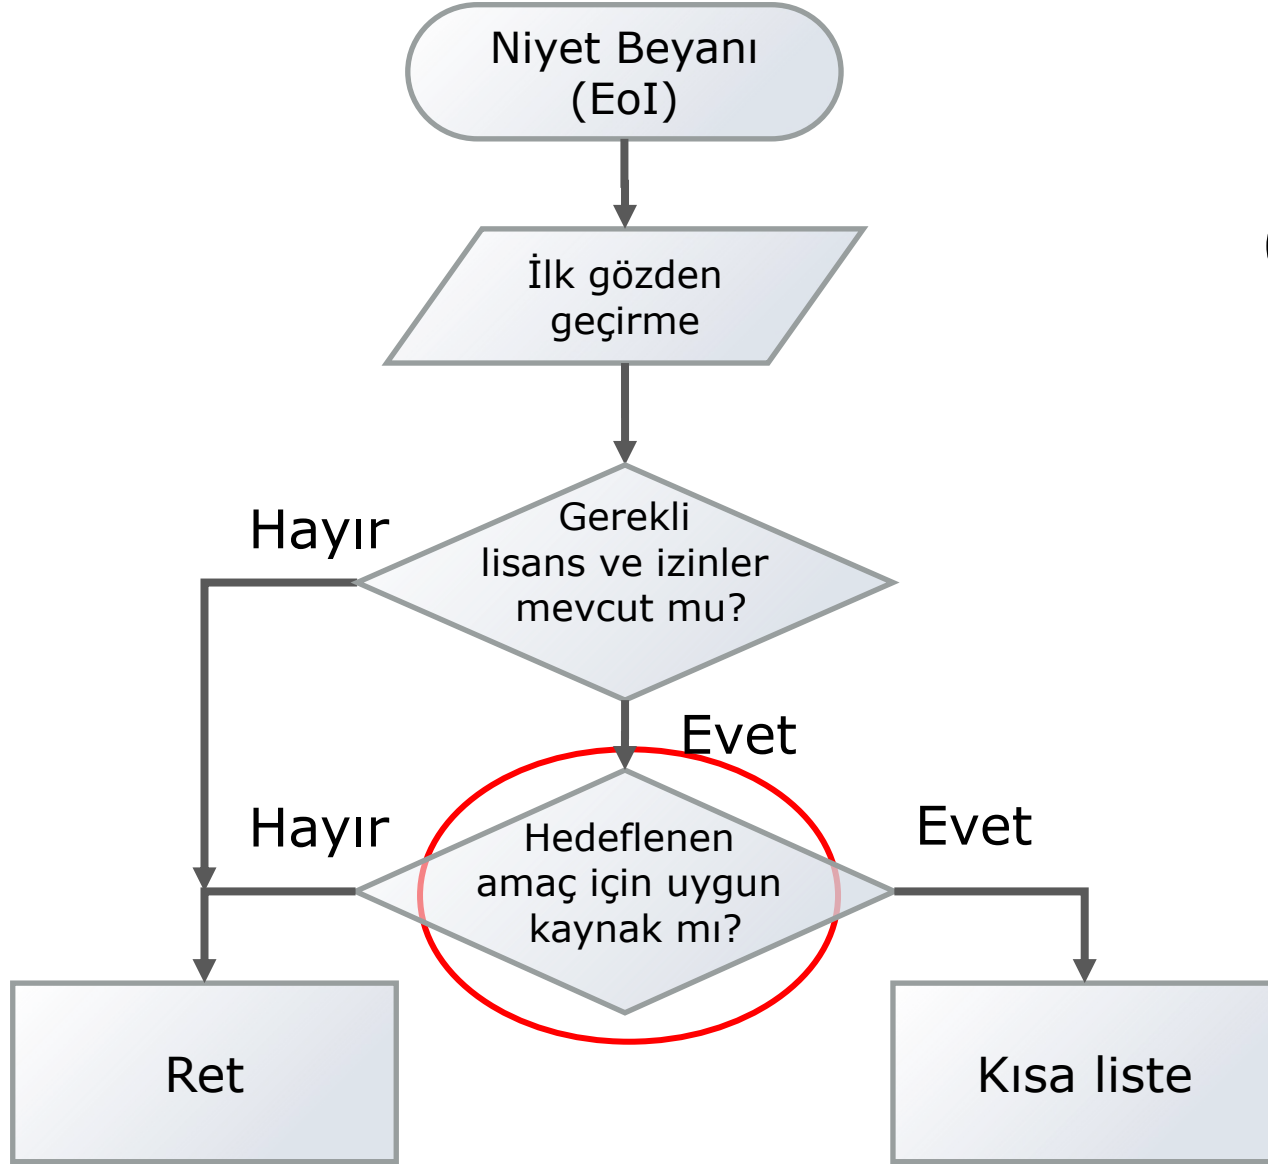 Niyet Beyanı
(EoI)
İlk gözden
geçirme
Gerekli
lisans ve izinler
mevcut mu?
Hayır
Evet
Hedeflenen
amaç için uygun
kaynak mı?
Hayır
Evet
Ret
Kısa liste